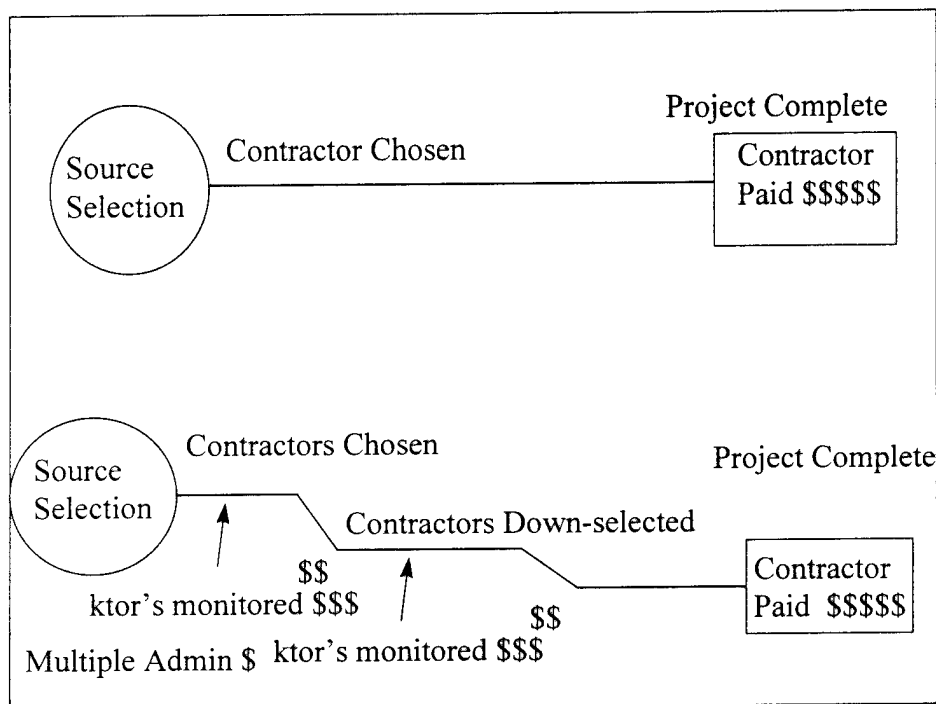 Project Complete
Source
Selection
Contractor Chosen
Contractor
Paid $$$$$
Source
Selection
Contractors Chosen
Project Complete
Contractors Down-selected
$$
ktor's monitored $$$
Contractor
Paid $$$$$
$$
ktor's monitored $$$
Multiple Admin $